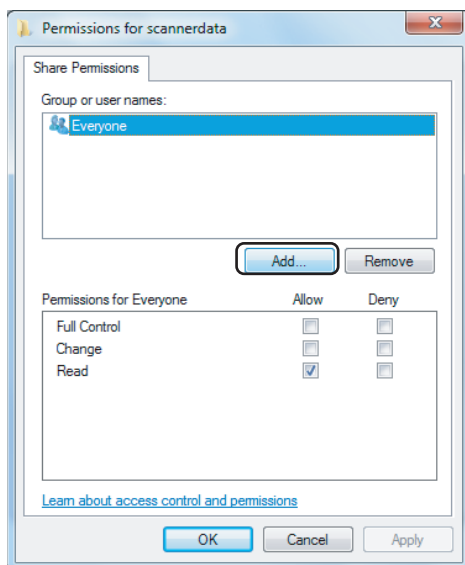 Permissions for scannerdata
Share Permissions
Group or user names:
Everyone
Add... Remove
Permissions for Everyone Allow Deny
Full Control
Change
Read
Learn about access control and permissions
OK Cancel Apply